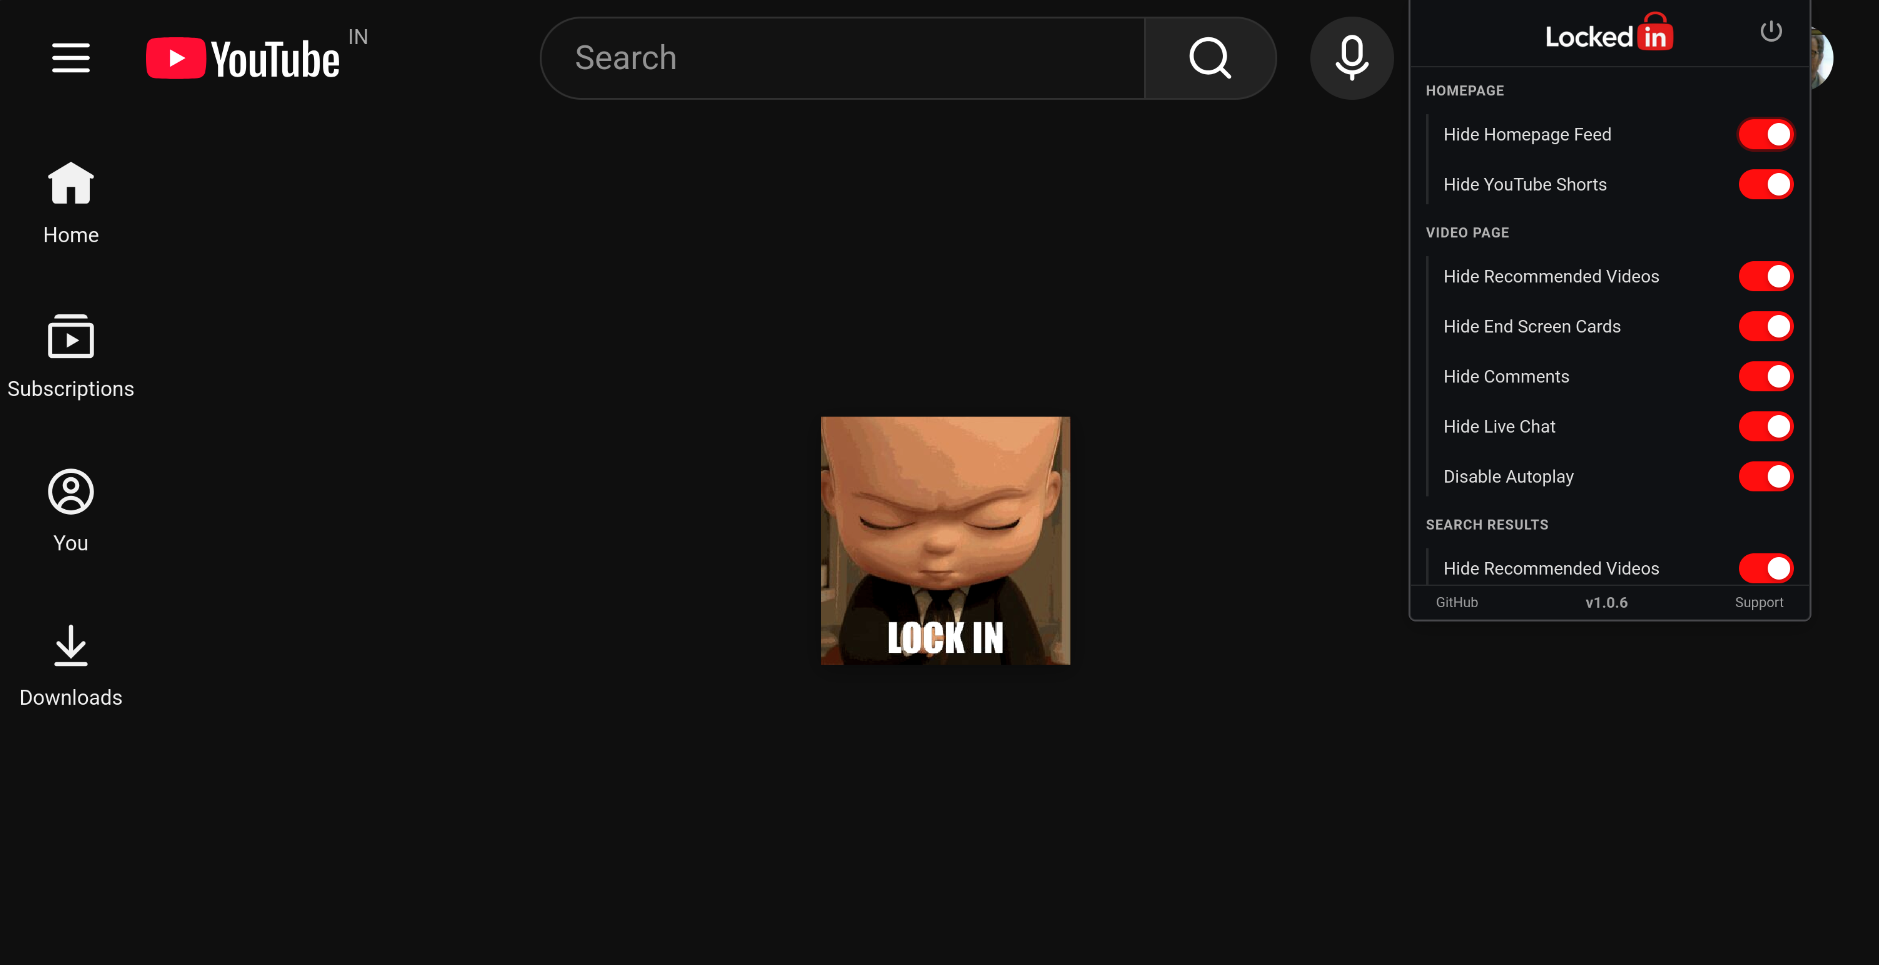 YouTube IN
Search
Home
Subscriptions
You
Downloads
LOCK IN
Locked in
HOMEPAGE
Hide Homepage Feed
Hide YouTube Shorts
VIDEO PAGE
Hide Recommended Videos
Hide End Screen Cards
Hide Comments
Hide Live Chat
Disable Autoplay
SEARCH RESULTS
Hide Recommended Videos
GitHub v1.0.6 Support